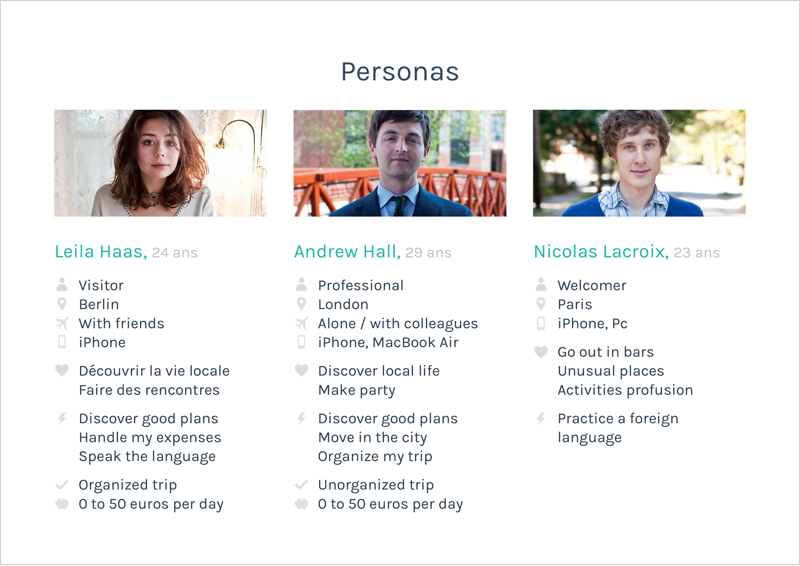 Personas
Leila Haas, 24 ans
Visitor
Berlin
With friends
iPhone
Découvrir la vie locale
Faire des rencontres
Discover good plans
Handle my expenses
Speak the language
Organized trip
0 to 50 euros per day
Andrew Hall, 29 ans
Professional
London
Alone / with colleagues
iPhone, MacBook Air
Discover local life
Make party
Discover good plans
Move in the city
Organize my trip
Unorganized trip
0 to 50 euros per day
Nicolas Lacroix, 23 ans
Welcomer
Paris
iPhone, Pc
Go out in bars
Unusual places
Activities profusion
Practice a foreign
language